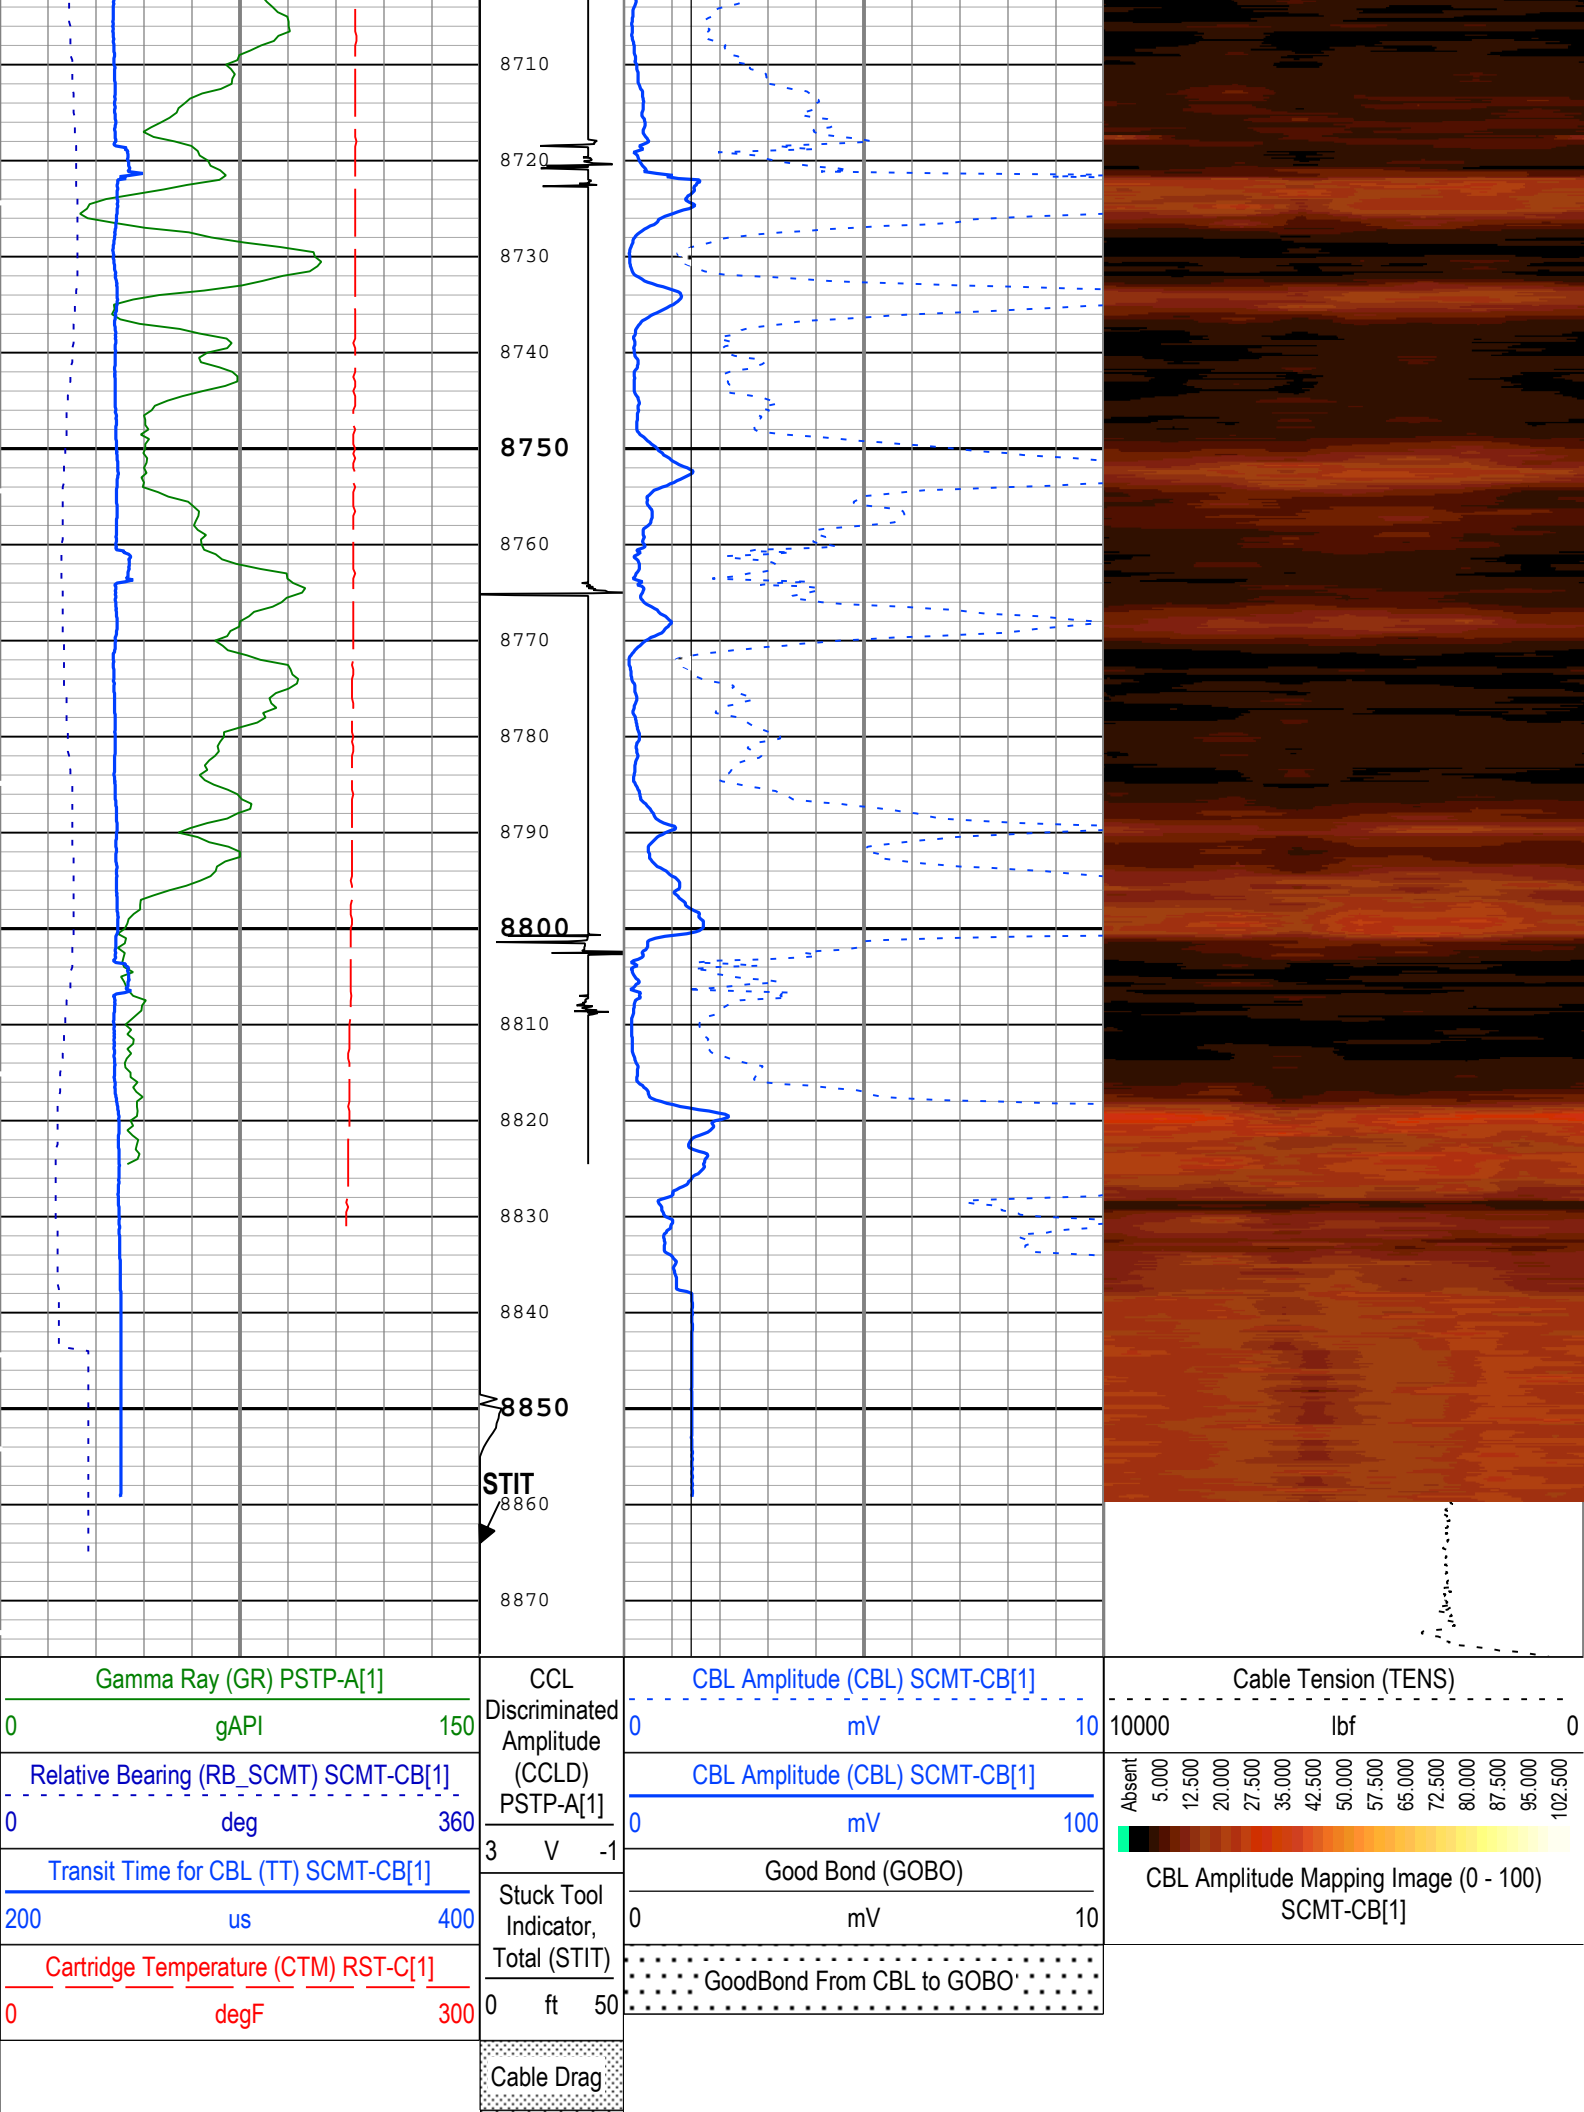 8710
8720
8730
8740
8750
8760
8770
8780
8790
8800
8810
8820
8830
8840
8850
STIT
8860
8870
Gamma Ray (GR) PSTP-A[1]
0 gAPI 150
Relative Bearing (RB_SCMT) SCMT-CB[1]
0 deg 360
Transit Time for CBL (TT) SCMT-CB[1]
200 us 400
Cartridge Temperature (CTM) RST-C[1]
0 degF 300
CCL
Discriminated
Amplitude
(CCLD)
PSTP-A[1]
3 V -1
Stuck Tool
Indicator,
Total (STIT)
0 ft 50
Cable Drag
CBL Amplitude (CBL) SCMT-CB[1]
0 mV 10
CBL Amplitude (CBL) SCMT-CB[1]
0 mV 100
Good Bond (GOBO)
0 mV 10
GoodBond From CBL to GOBO
Cable Tension (TENS)
10000 lbf 0
Absent 5.000 12.500 20.000 27.500 35.000 42.500 50.000 57.500 65.000 72.500 80.000 87.500 95.000 102.500
CBL Amplitude Mapping Image (0 - 100)
SCMT-CB[1]